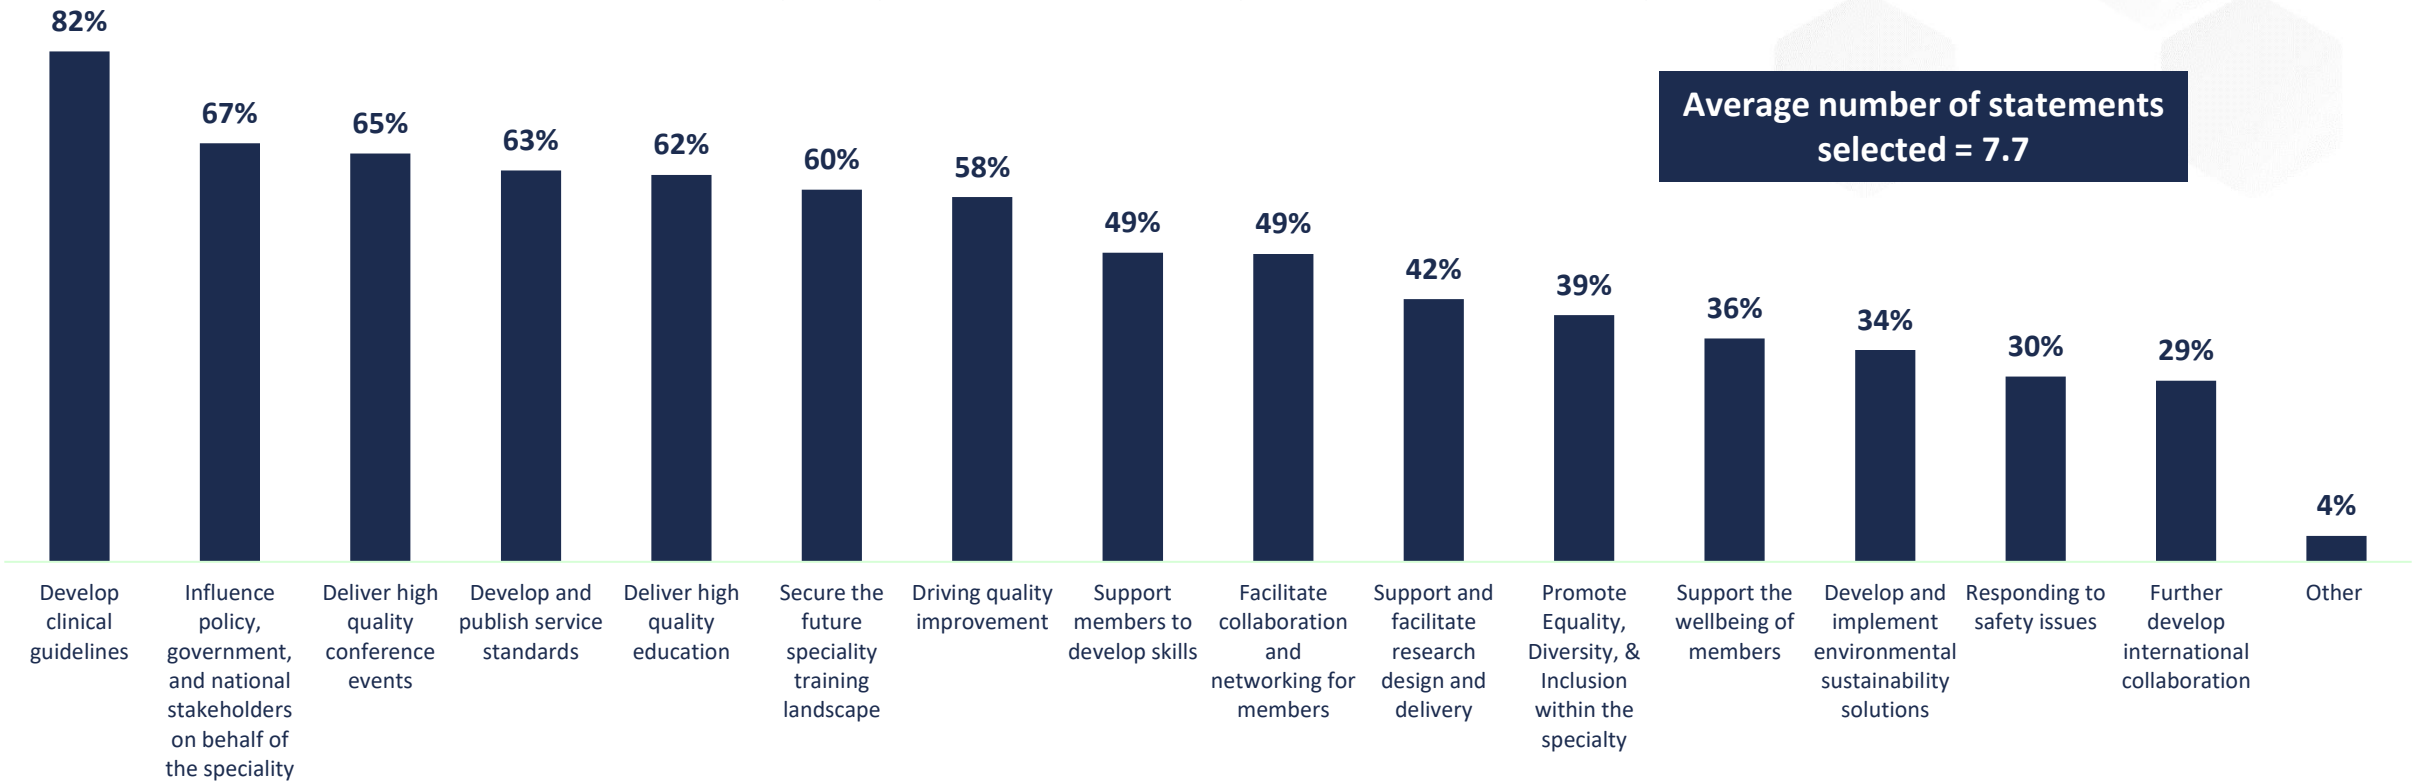 82%
67%
65%
63%
62%
60%
58%
49%
49%
42%
39%
36%
34%
30%
29%
4%
Average number of statements
selected = 7.7
Develop
clinical
guidelines
Influence
policy,
government,
and national
stakeholders
on behalf of
the speciality
Deliver high
quality
conference
events
Develop and
publish service
standards
Deliver high
quality
education
Secure the
future
speciality
training
landscape
Driving quality
improvement
Support
members to
develop skills
Facilitate
collaboration
and
networking for
members
Support and
facilitate
research
design and
delivery
Promote
Equality,
Diversity, &
Inclusion
within the
specialty
Support the
wellbeing of
members
Develop and
implement
environmental
sustainability
solutions
Responding to
safety issues
Further
develop
international
collaboration
Other